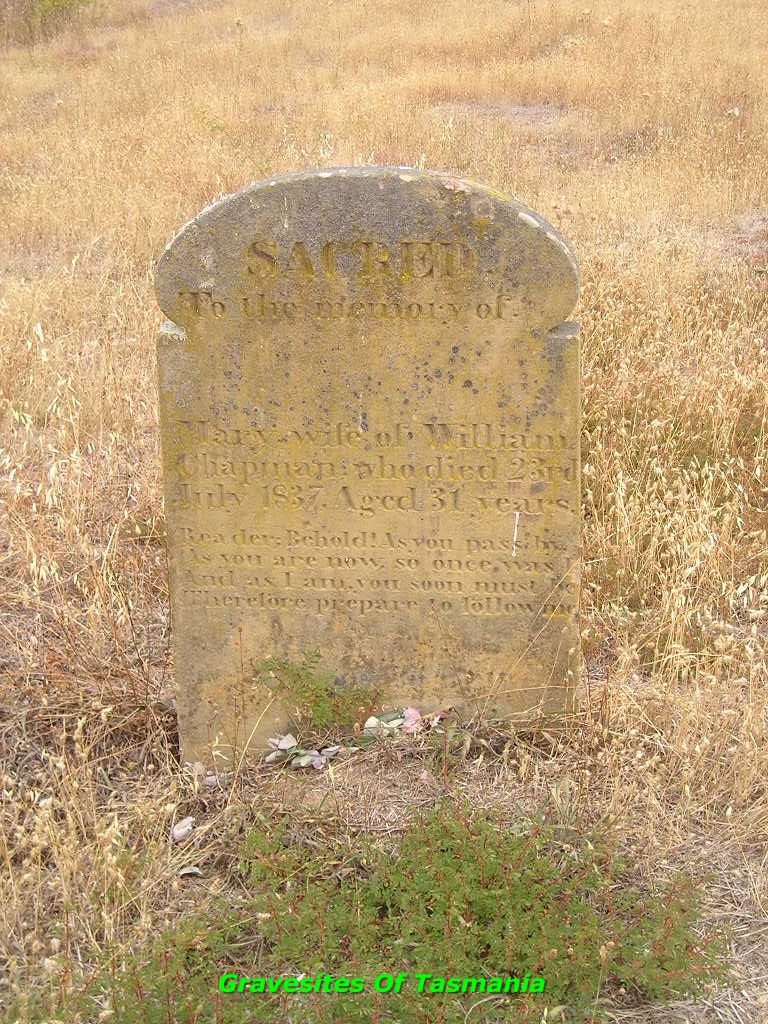 SACRED
To the memory of.
Mary, wife of William
Chapman, who died 23rd
July 1837. Aged 31 years.
Reader: Behold! As you pass by,
As you are now, so once was I
And as I am, you soon must be
Therefore prepare to follow me
Gravesites Of Tasmania